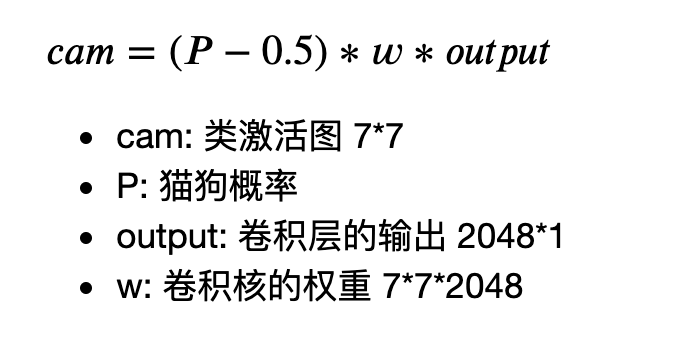 cam = (P − 0.5) * w * output
• cam: 类激活图 7*7
• P: 猫狗概率
• output: 卷积层的输出 2048*1
• w: 卷积核的权重 7*7*2048